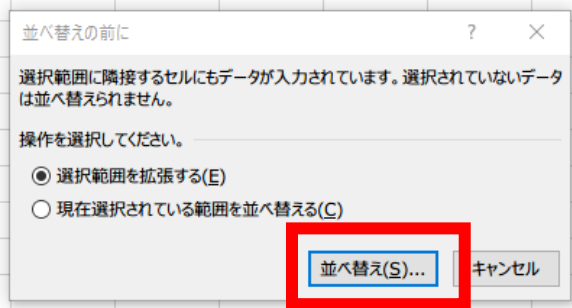 並べ替えの前に
選択範囲に隣接するセルにもデータが入力されています。選択されていないデータ
は並べ替えられません。
操作を選択してください。
選択範囲を拡張する(E)
現在選択されている範囲を並べ替える(C)
並べ替え(S)... キャンセル